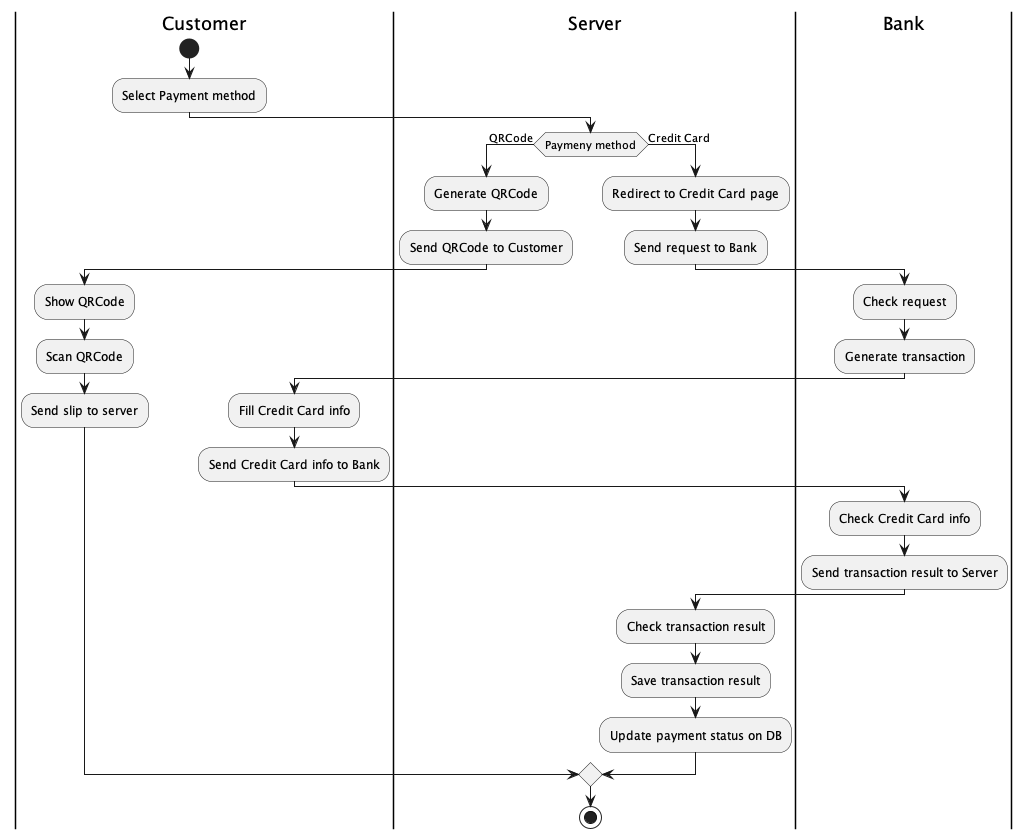 Customer
Server
Bank
Select Payment method
QRCode
Paymeny method
Credit Card
Generate QRCode
Redirect to Credit Card page
Send QRCode to Customer
Send request to Bank
Show QRCode
Check request
Scan QRCode
Generate transaction
Send slip to server
Fill Credit Card info
Send Credit Card info to Bank
Check Credit Card info
Send transaction result to Server
Check transaction result
Save transaction result
Update payment status on DB